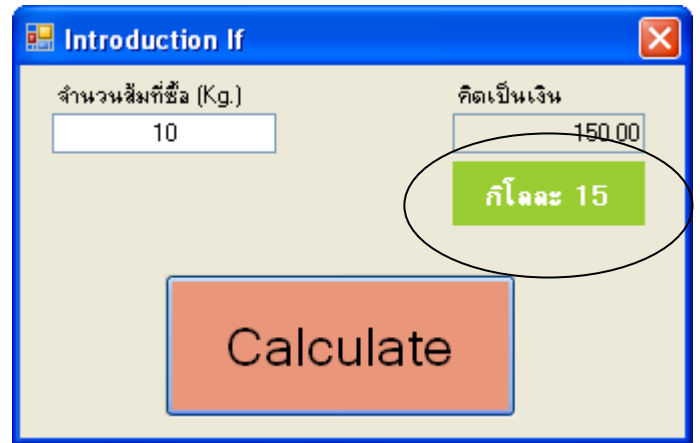 Introduction If
จำนวนส้มที่ซื้อ (Kg.)
คิดเป็นเงิน
10
150.00
กิโลละ 15
Calculate